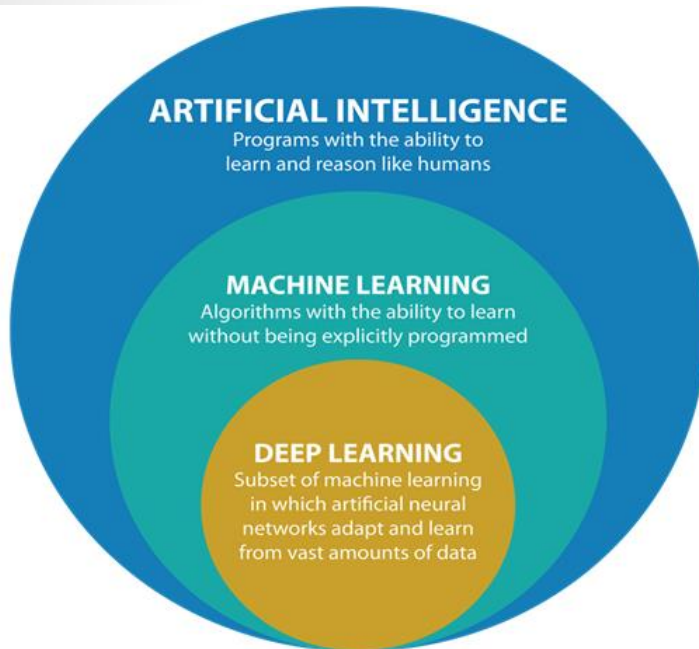 ARTIFICIAL INTELLIGENCE
Programs with the ability to
learn and reason like humans
MACHINE LEARNING
Algorithms with the ability to learn
without being explicitly programmed
DEEP LEARNING
Subset of machine learning
in which artificial neural
networks adapt and learn
from vast amounts of data